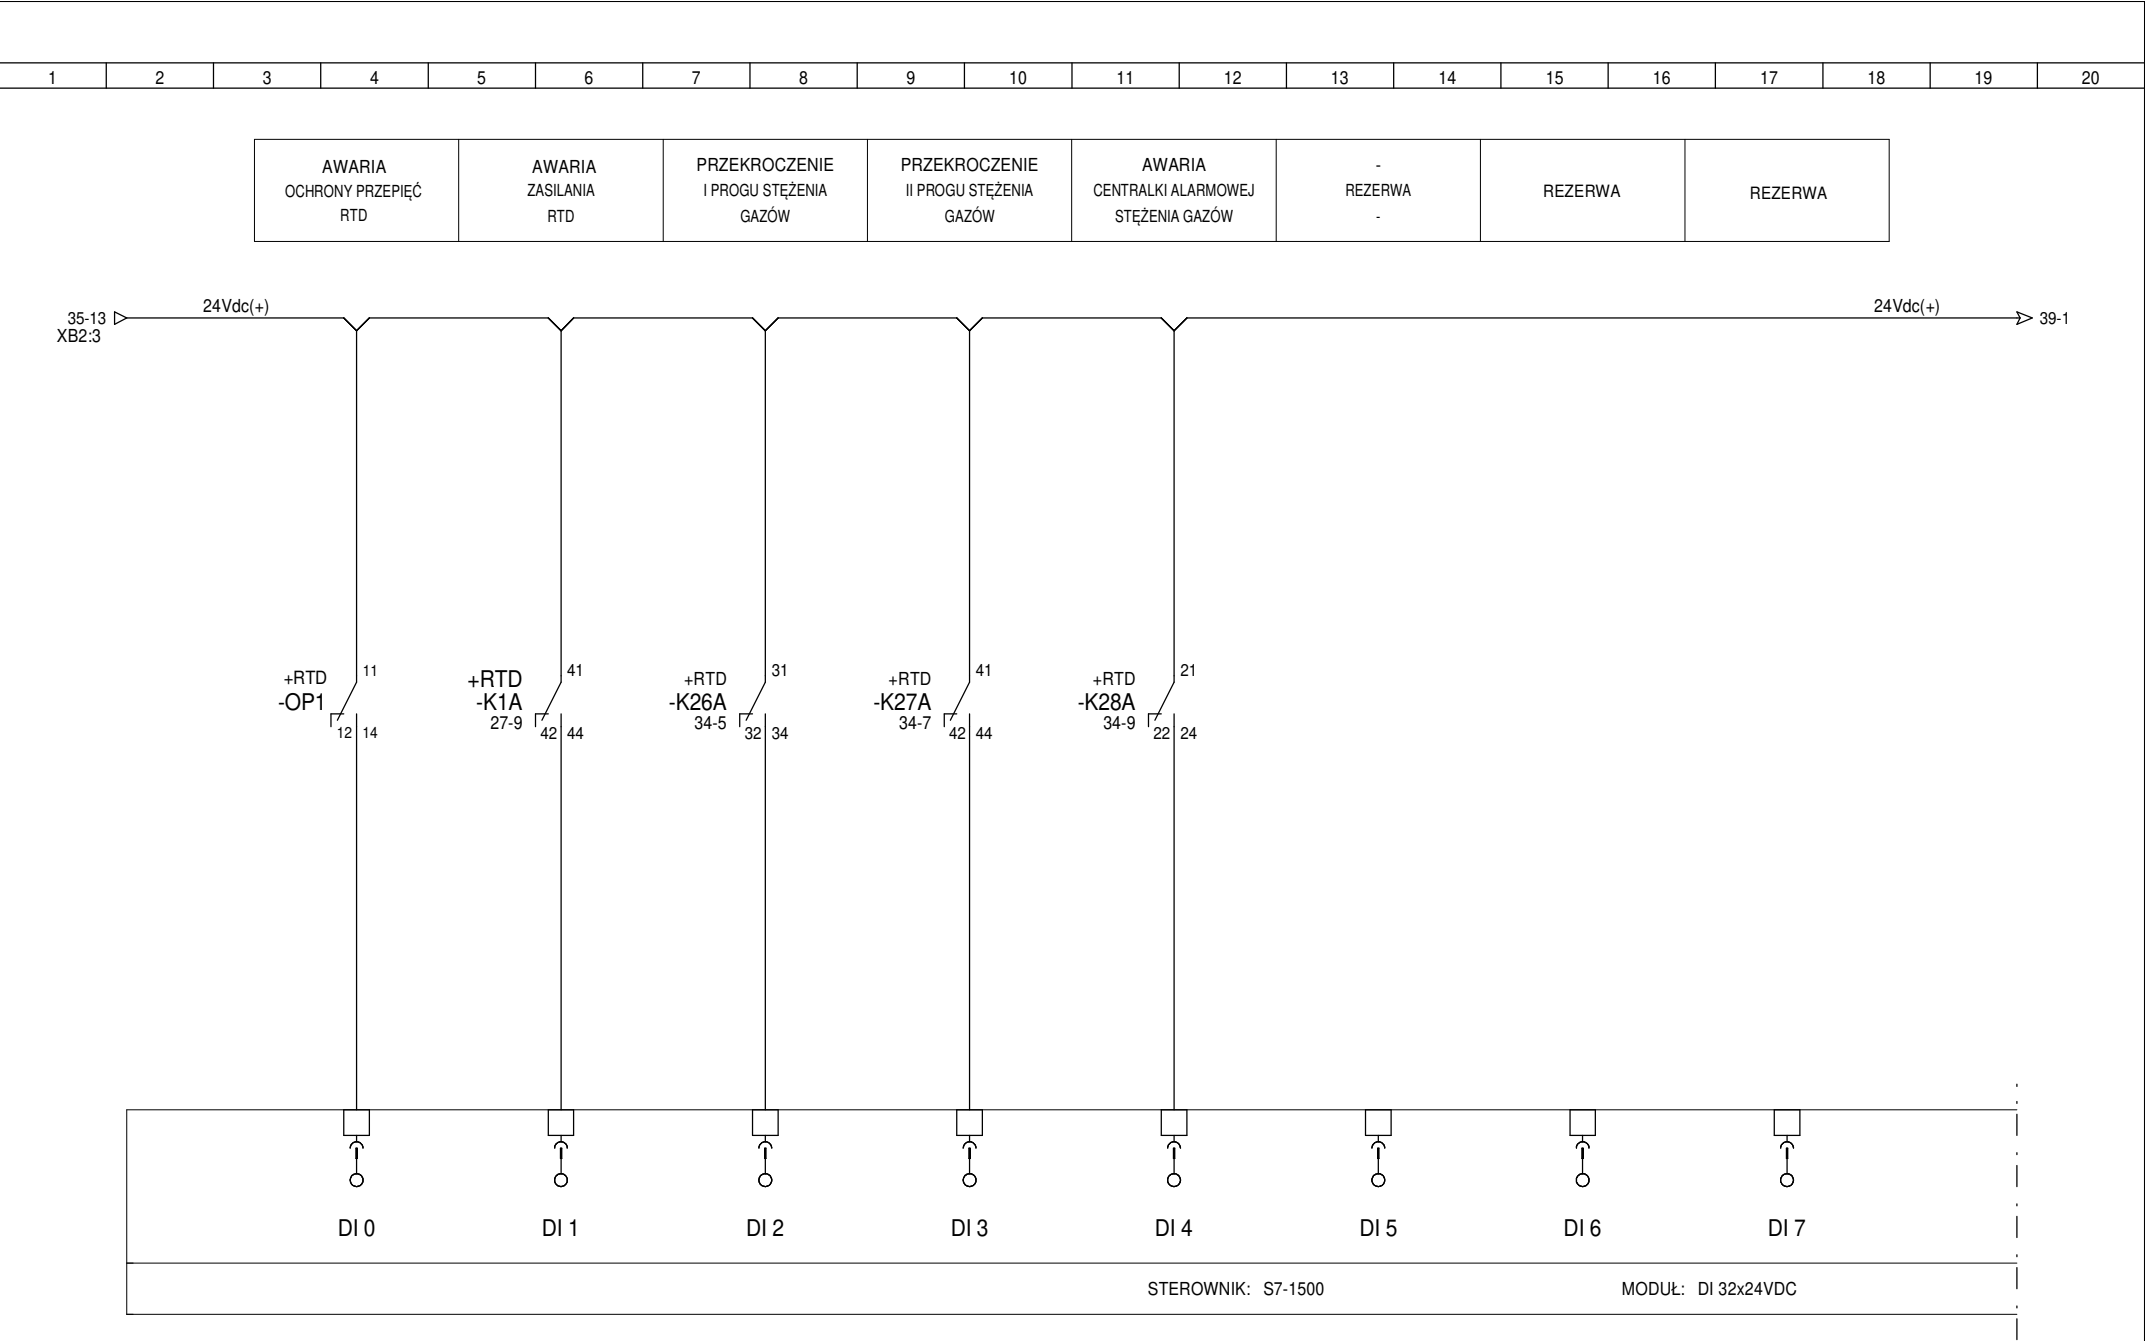 1 2 3 4 5 6 7 8 9 10 11 12 13 14 15 16 17 18 19 20
AWARIA
OCHRONY PRZEPIĘĆ
RTD
AWARIA
ZASILANIA
RTD
PRZEKROCZENIE
I PROGU STĘŻENIA
GAZÓW
PRZEKROCZENIE
II PROGU STĘŻENIA
GAZÓW
AWARIA
CENTRALKI ALARMOWEJ
STĘŻENIA GAZÓW
-
REZERWA
-
REZERWA
REZERWA
24Vdc(+) 24Vdc(+)
35-13 39-1
XB2:3
+RTD 11
-OP1
12 14
+RTD 41
-K1A
27-9
42 44
+RTD 31
-K26A
34-5
32 34
+RTD 41
-K27A
34-7
42 44
+RTD 21
-K28A
34-9
22 24
DI 0 DI 1 DI 2 DI 3 DI 4 DI 5 DI 6 DI 7
STEROWNIK: S7-1500 MODUŁ: DI 32x24VDC